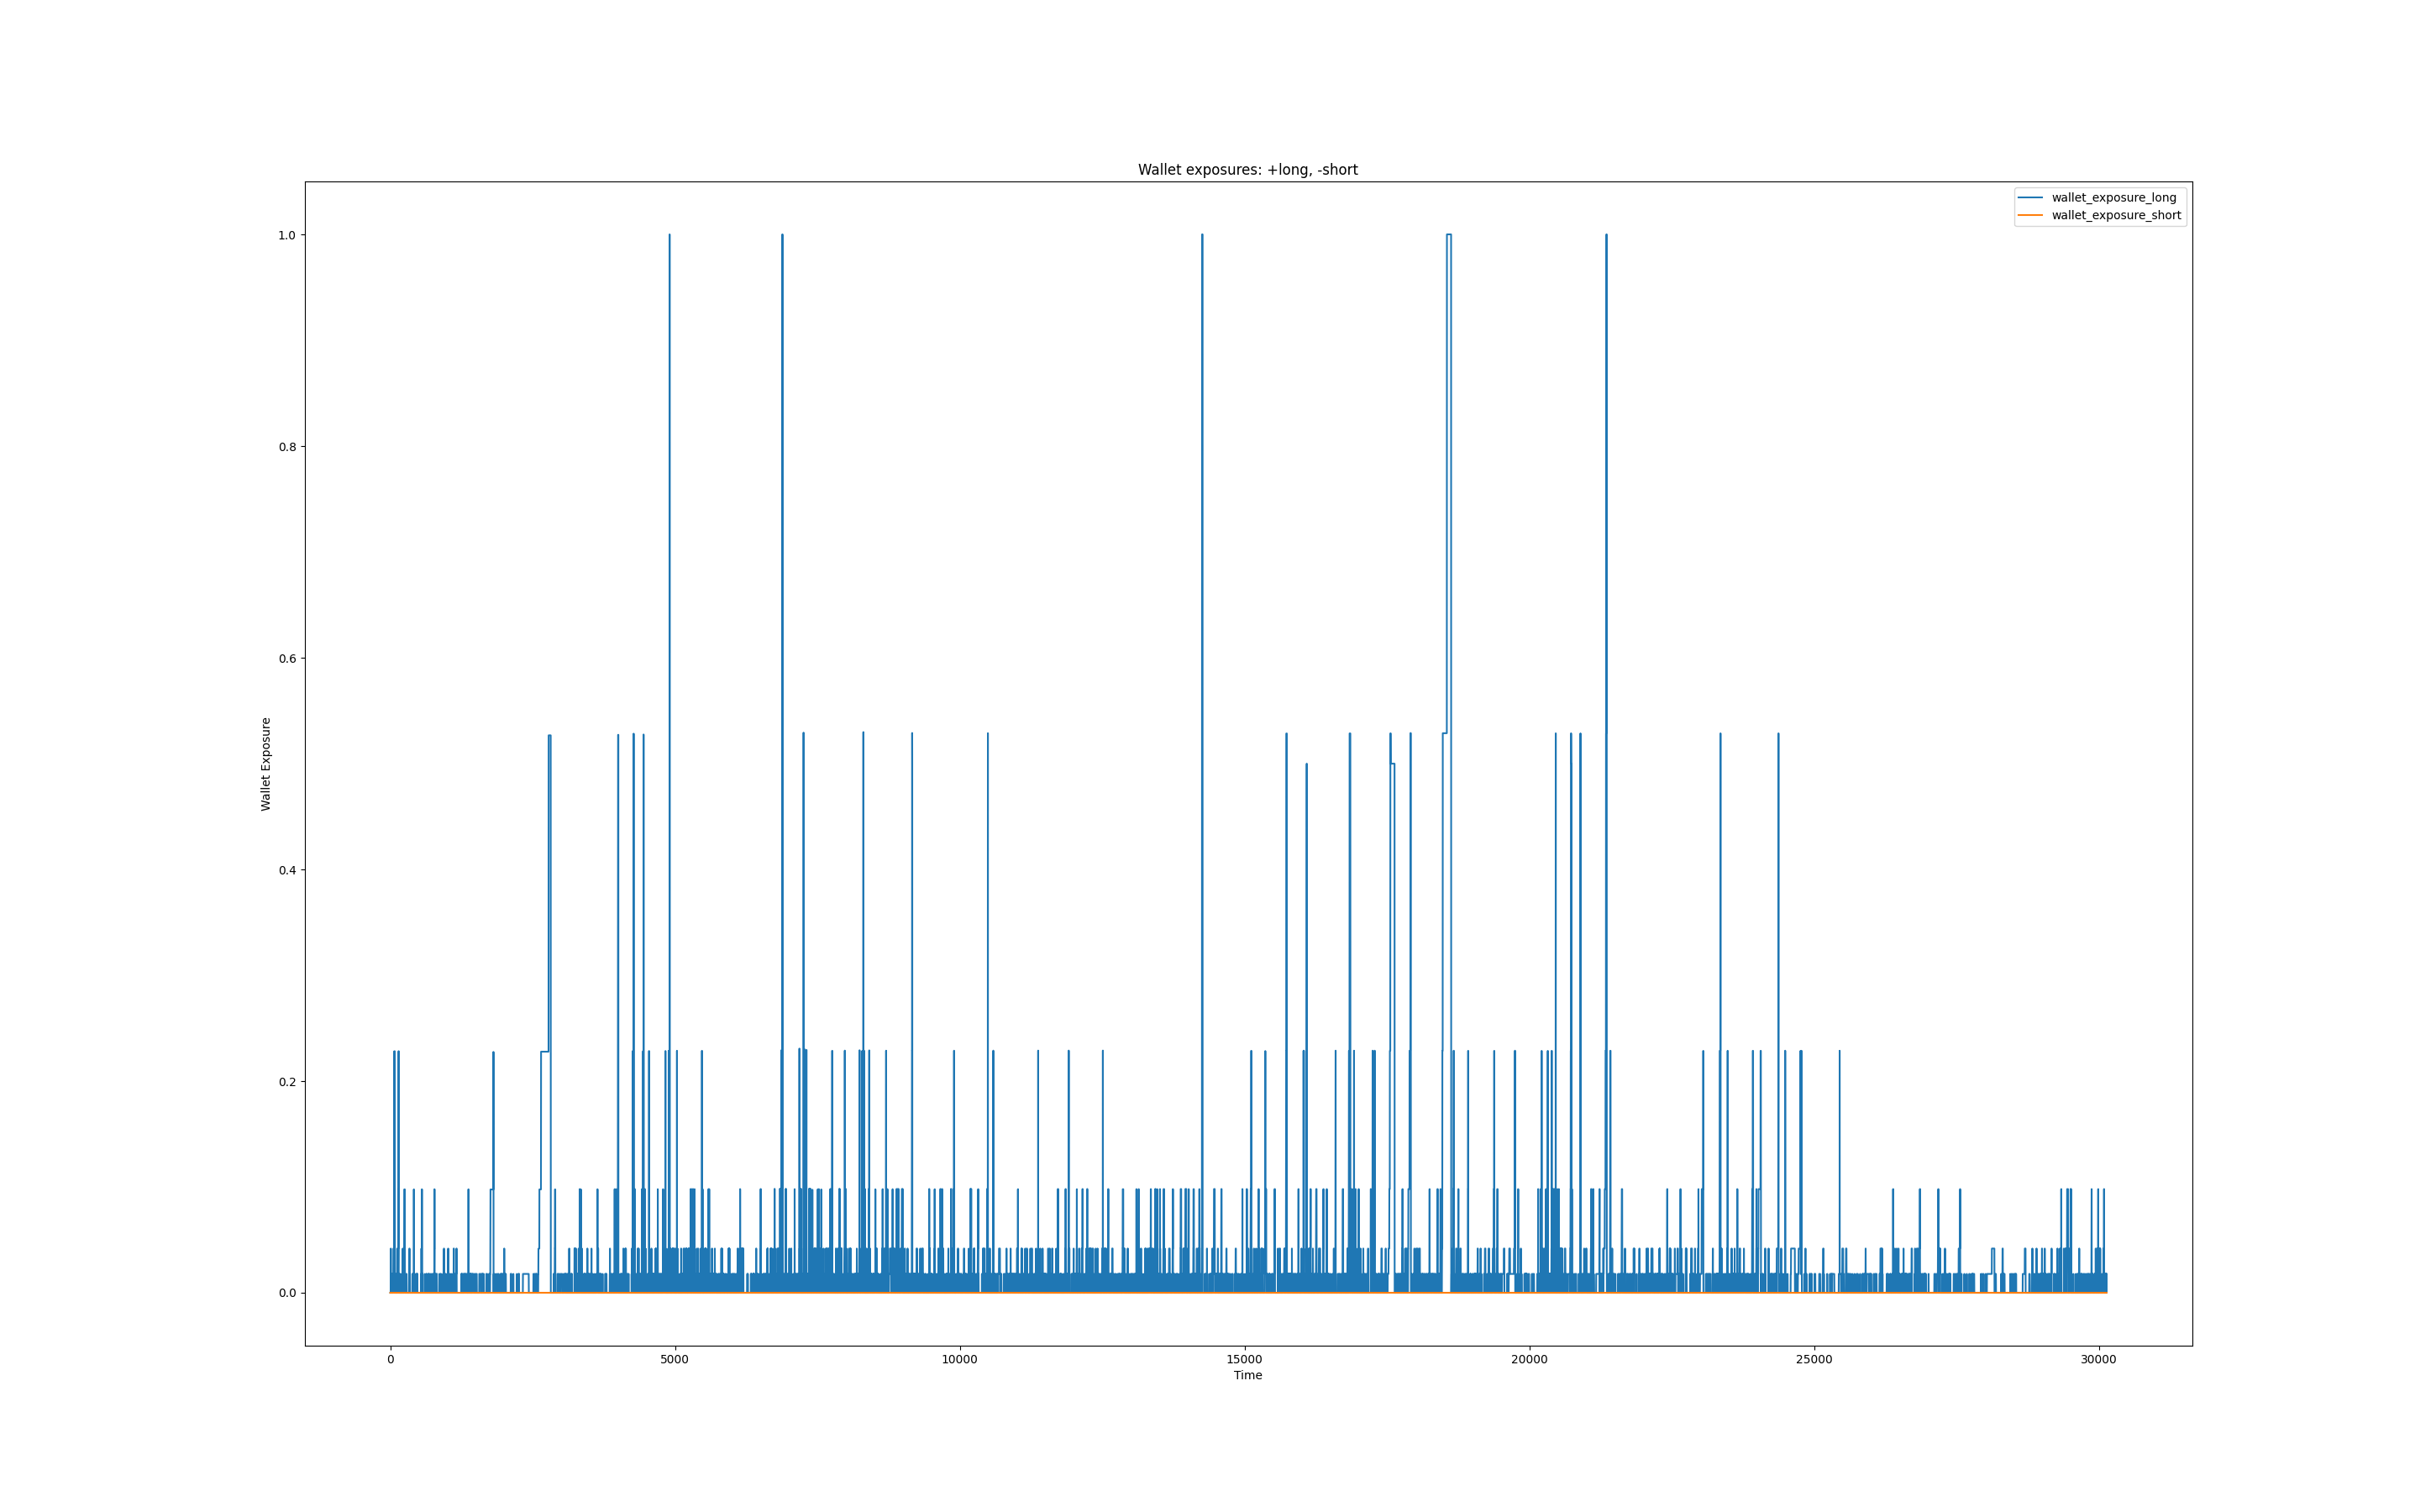 Wallet exposures: +long, -short
wallet_exposure_long
wallet_exposure_short
1.0
0.8
0.6
0.4
0.2
0.0
Wallet Exposure
0 5000 10000 15000 20000 25000 30000
Time